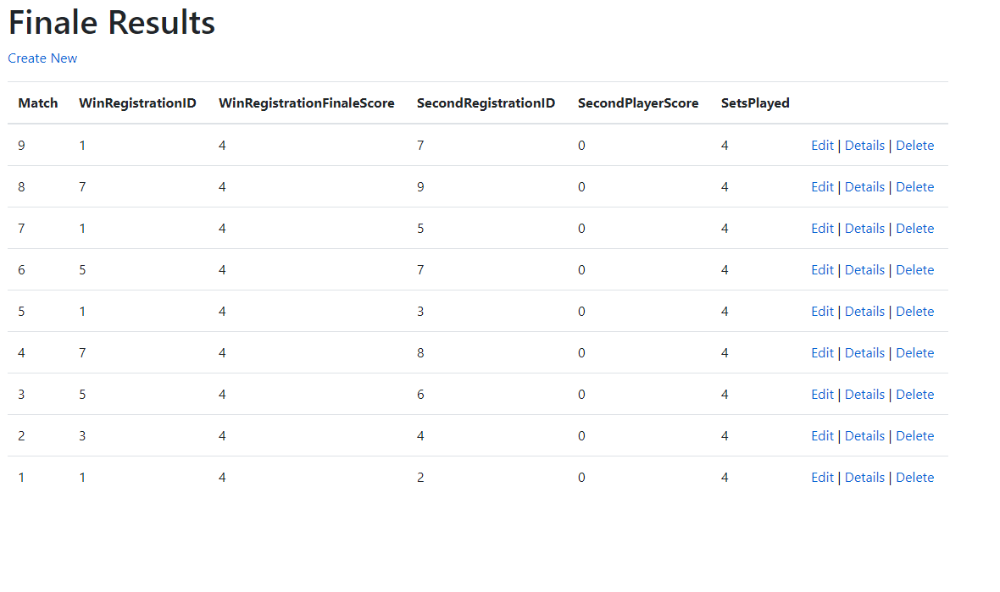 Finale Results
Create New
Match WinRegistrationID WinRegistrationFinaleScore SecondRegistrationID SecondPlayerScore SetsPlayed
9 1 4 7 0 4 Edit | Details | Delete
8 7 4 9 0 4 Edit | Details | Delete
7 1 4 5 0 4 Edit | Details | Delete
6 5 4 7 0 4 Edit | Details | Delete
5 1 4 3 0 4 Edit | Details | Delete
4 7 4 8 0 4 Edit | Details | Delete
3 5 4 6 0 4 Edit | Details | Delete
2 3 4 4 0 4 Edit | Details | Delete
1 1 4 2 0 4 Edit | Details | Delete